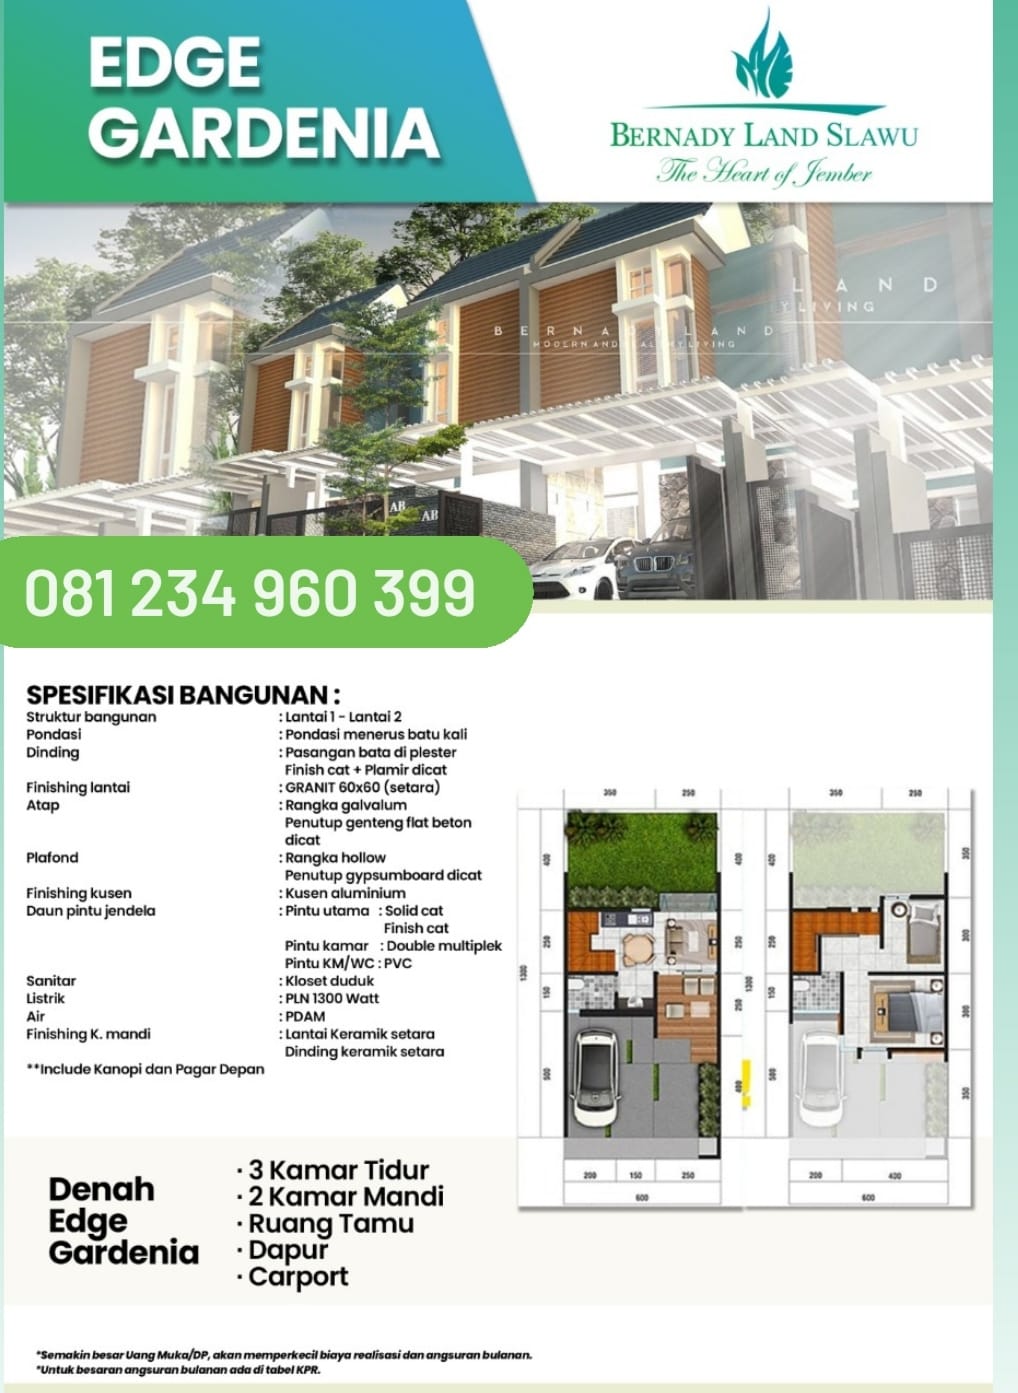 EDGE
GARDENIA
BERNADY LAND SLAWU
The Heart of Jember
LAND
Y LIVING
BERNADY LAND
MODERN AND HEALTHY LIVING
AB
AB
081 234 960 399
SPESIFIKASI BANGUNAN :
Struktur bangunan : Lantai 1 - Lantai 2
Pondasi : Pondasi menerus batu kali
Dinding : Pasangan bata di plester
Finish cat + Plamir dicat
Finishing lantai : GRANIT 60x60 (setara)
Atap : Rangka galvalum
Penutup genteng flat beton
dicat
Plafond : Rangka hollow
Penutup gypsumboard dicat
Finishing kusen : Kusen aluminium
Daun pintu jendela : Pintu utama : Solid cat
Finish cat
Pintu kamar : Double multiplek
Pintu KM/WC : PVC
Sanitar : Kloset duduk
Listrik : PLN 1300 Watt
Air : PDAM
Finishing K. mandi : Lantai Keramik setara
Dinding keramik setara
**Include Kanopi dan Pagar Depan
350 250 350 250
400 400 400 350
250 250 250 300
1300 150 250 1300 150 300
500 400 500 350
200 150 250 200 400
600 600
Denah
Edge
Gardenia
· 3 Kamar Tidur
· 2 Kamar Mandi
· Ruang Tamu
· Dapur
· Carport
*Semakin besar Uang Muka/DP, akan memperkecil biaya realisasi dan angsuran bulanan.
*Untuk besaran angsuran bulanan ada di tabel KPR.